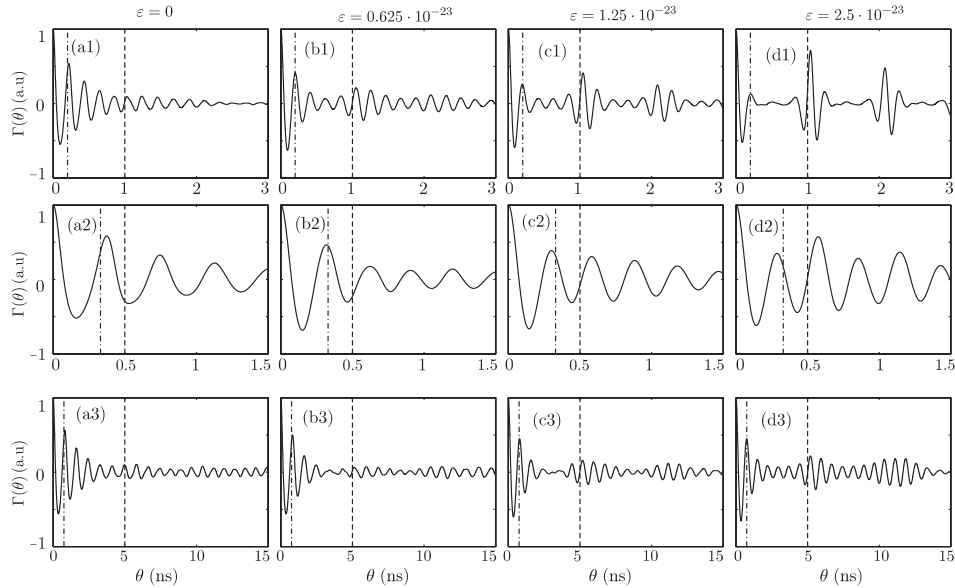 ε = 0   ε = 0.625 · 10⁻²³   ε = 1.25 · 10⁻²³   ε = 2.5 · 10⁻²³
Γ(θ) (a.u)
1 0 −1
(a1) (b1) (c1) (d1)
0 1 2 3 0 1 2 3 0 1 2 3 0 1 2 3
Γ(θ) (a.u)
1 0 −1
(a2) (b2) (c2) (d2)
0 0.5 1 1.5 0 0.5 1 1.5 0 0.5 1 1.5 0 0.5 1 1.5
Γ(θ) (a.u)
1 0 −1
(a3) (b3) (c3) (d3)
0 5 10 15 0 5 10 15 0 5 10 15 0 5 10 15
θ (ns) θ (ns) θ (ns) θ (ns)